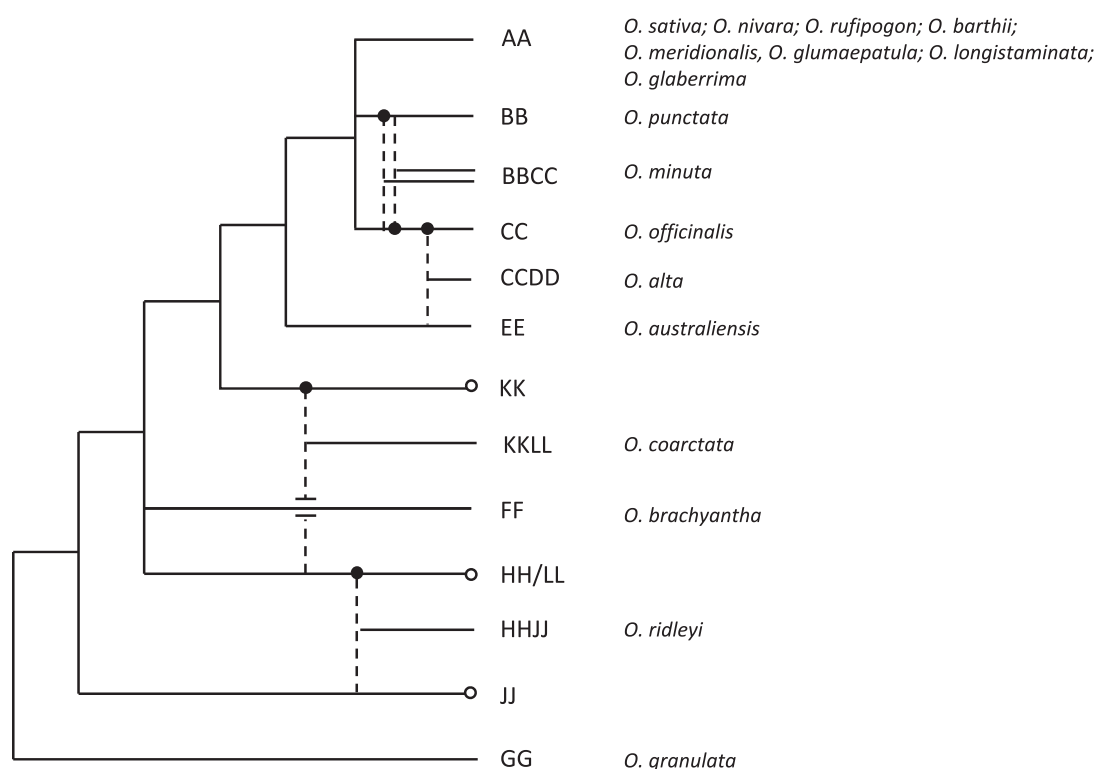 AA O. sativa; O. nivara; O. rufipogon; O. barthii;
O. meridionalis, O. glumaepatula; O. longistaminata;
O. glaberrima
BB O. punctata
BBCC O. minuta
CC O. officinalis
CCDD O. alta
EE O. australiensis
KK
KKLL O. coarctata
FF O. brachyantha
HH/LL
HHJJ O. ridleyi
JJ
GG O. granulata